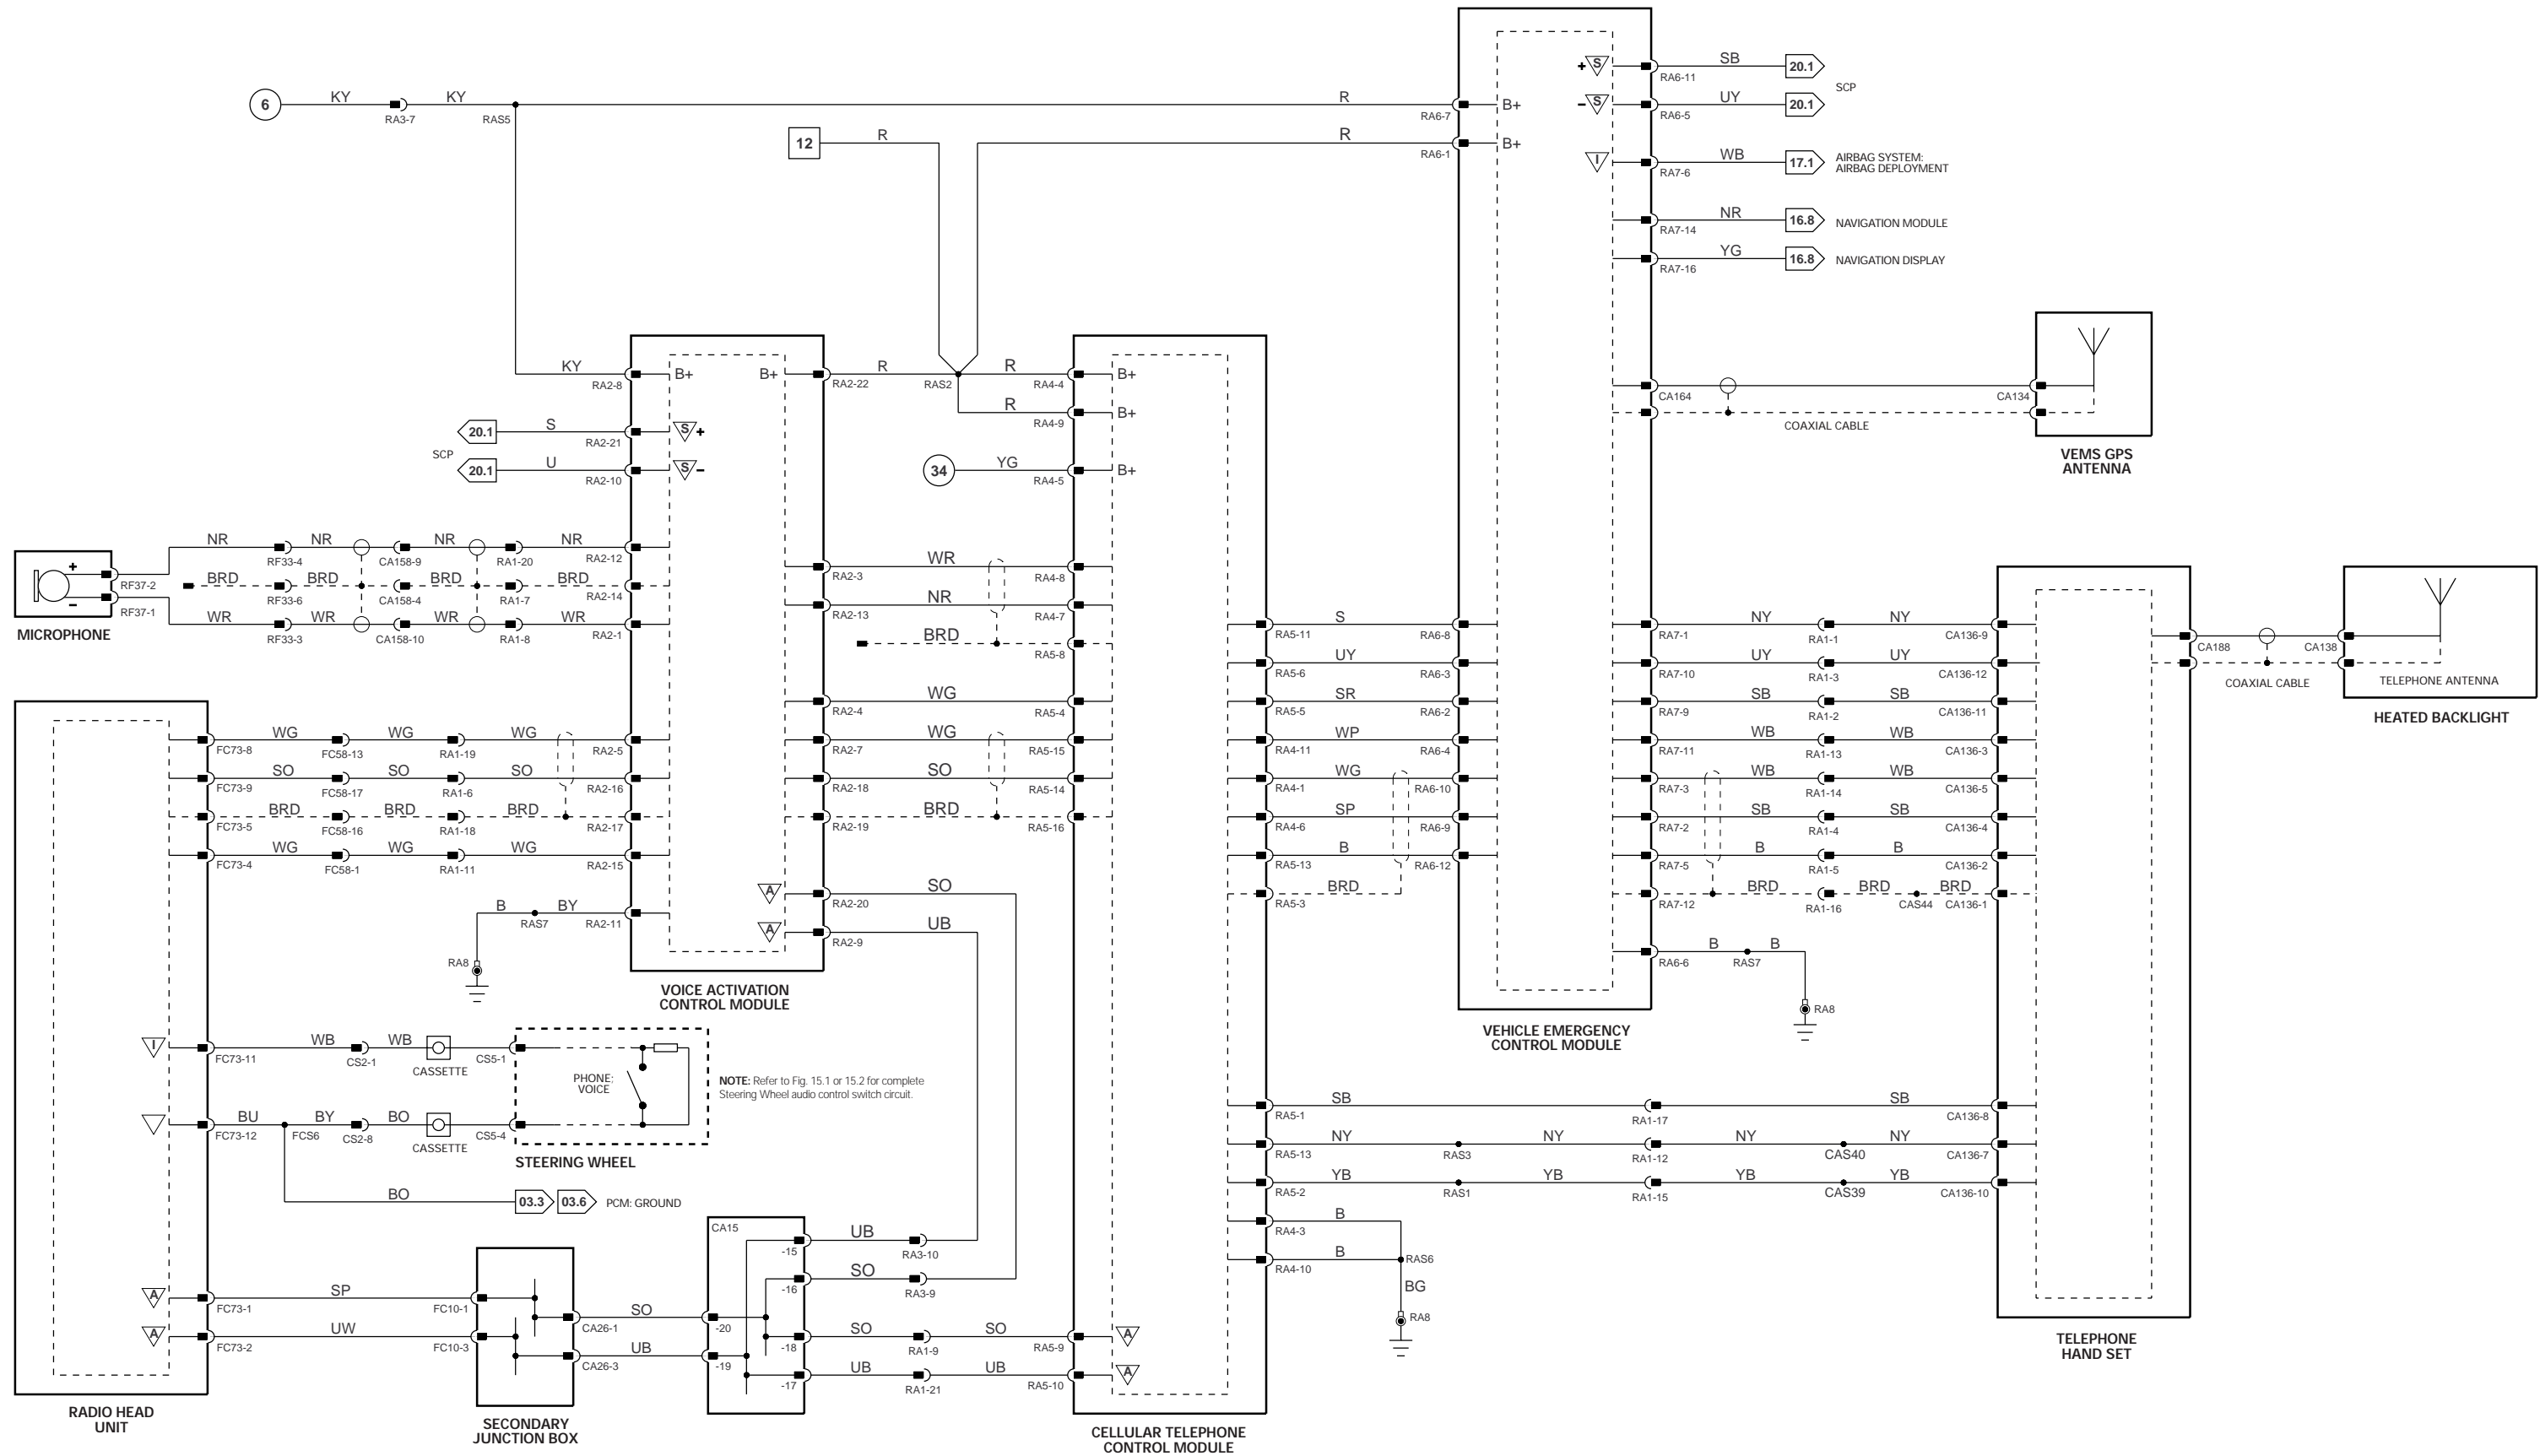 6
KY
RA3-7
KY
RAS5
R
RA6-7
B+
12
R
R
RA6-1
B+
+ S
RA6-11
SB
20.1
SCP
- S
RA6-5
UY
20.1
I
RA7-6
WB
17.1
AIRBAG SYSTEM:
AIRBAG DEPLOYMENT
RA7-14
NR
16.8
NAVIGATION MODULE
RA7-16
YG
16.8
NAVIGATION DISPLAY
CA164
CA134
COAXIAL CABLE
VEMS GPS
ANTENNA
KY
RA2-8
B+
B+
RA2-22
R
RAS2
R
RA4-4
B+
R
RA4-9
B+
20.1
S
RA2-21
S+
SCP
20.1
U
RA2-10
S-
34
YG
RA4-5
B+
MICROPHONE
+
-
RF37-2
RF37-1
NR
RF33-4
NR
CA158-9
NR
RA1-20
NR
RA2-12
BRD
RF33-6
BRD
CA158-4
BRD
RA1-7
BRD
RA2-14
WR
RF33-3
WR
CA158-10
WR
RA1-8
WR
RA2-1
RA2-3
WR
RA4-8
RA2-13
NR
RA4-7
BRD
RA5-8
RA2-4
WG
RA5-4
RA2-7
WG
RA5-15
RA2-18
SO
RA5-14
RA2-19
BRD
RA5-16
FC73-8
WG
FC58-13
WG
RA1-19
WG
RA2-5
FC73-9
SO
FC58-17
SO
RA1-6
SO
RA2-16
FC73-5
BRD
FC58-16
BRD
RA1-18
BRD
RA2-17
FC73-4
WG
FC58-1
WG
RA1-11
WG
RA2-15
A
RA2-20
SO
A
RA2-9
UB
B
RAS7
BY
RA2-11
RA8
VOICE ACTIVATION
CONTROL MODULE
RA5-11
S
RA6-8
RA5-6
UY
RA6-3
RA5-5
SR
RA6-2
RA4-11
WP
RA6-4
RA4-1
WG
RA6-10
RA4-6
SP
RA6-9
RA5-13
B
RA6-12
RA5-3
BRD
RA7-1
NY
RA1-1
NY
CA136-9
RA7-10
UY
RA1-3
UY
CA136-12
RA7-9
SB
RA1-2
SB
CA136-11
RA7-11
WB
RA1-13
WB
CA136-3
RA7-3
WB
RA1-14
WB
CA136-5
RA7-2
SB
RA1-4
SB
CA136-4
RA7-5
B
RA1-5
B
CA136-2
RA7-12
BRD
RA1-16
BRD
CAS44
BRD
CA136-1
RA6-6
B
RAS7
B
RA8
VEHICLE EMERGENCY
CONTROL MODULE
CA188
CA138
COAXIAL CABLE
TELEPHONE ANTENNA
HEATED BACKLIGHT
I
FC73-11
WB
CS2-1
WB
CASSETTE
CS5-1
FC73-12
BU
FCS6
BY
CS2-8
BO
CASSETTE
CS5-4
PHONE;
VOICE
STEERING WHEEL
NOTE: Refer to Fig. 15.1 or 15.2 for complete
Steering Wheel audio control switch circuit.
BO
03.3
03.6
PCM: GROUND
RA5-1
SB
RA1-17
SB
CA136-8
RA5-13
NY
RAS3
NY
RA1-12
NY
CAS40
NY
CA136-7
RA5-2
YB
RAS1
YB
RA1-15
YB
CAS39
YB
CA136-10
RA4-3
B
RA4-10
B
RAS6
BG
RA8
CA15
-15
UB
RA3-10
-16
SO
RA3-9
A
FC73-1
SP
FC10-1
A
FC73-2
UW
FC10-3
CA26-1
SO
-20
CA26-3
UB
-19
-18
SO
RA1-9
SO
RA5-9
A
-17
UB
RA1-21
UB
RA5-10
A
RADIO HEAD
UNIT
SECONDARY
JUNCTION BOX
CELLULAR TELEPHONE
CONTROL MODULE
TELEPHONE
HAND SET